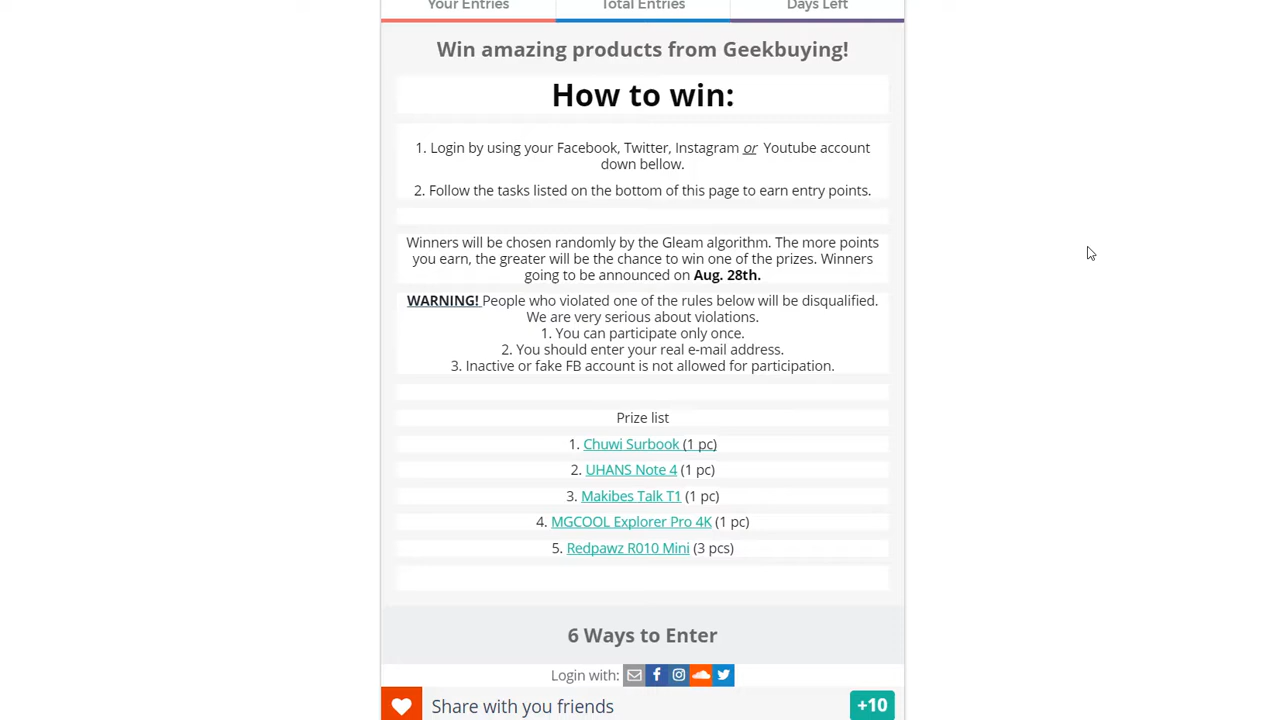 Your Entries Total Entries Days Left
Win amazing products from Geekbuying!
How to win:
1. Login by using your Facebook, Twitter, Instagram or Youtube account
down bellow.
2. Follow the tasks listed on the bottom of this page to earn entry points.
Winners will be chosen randomly by the Gleam algorithm. The more points
you earn, the greater will be the chance to win one of the prizes. Winners
going to be announced on Aug. 28th.
WARNING! People who violated one of the rules below will be disqualified.
We are very serious about violations.
1. You can participate only once.
2. You should enter your real e-mail address.
3. Inactive or fake FB account is not allowed for participation.
Prize list
1. Chuwi Surbook (1 pc)
2. UHANS Note 4 (1 pc)
3. Makibes Talk T1 (1 pc)
4. MGCOOL Explorer Pro 4K (1 pc)
5. Redpawz R010 Mini (3 pcs)
6 Ways to Enter
Login with:
Share with you friends +10